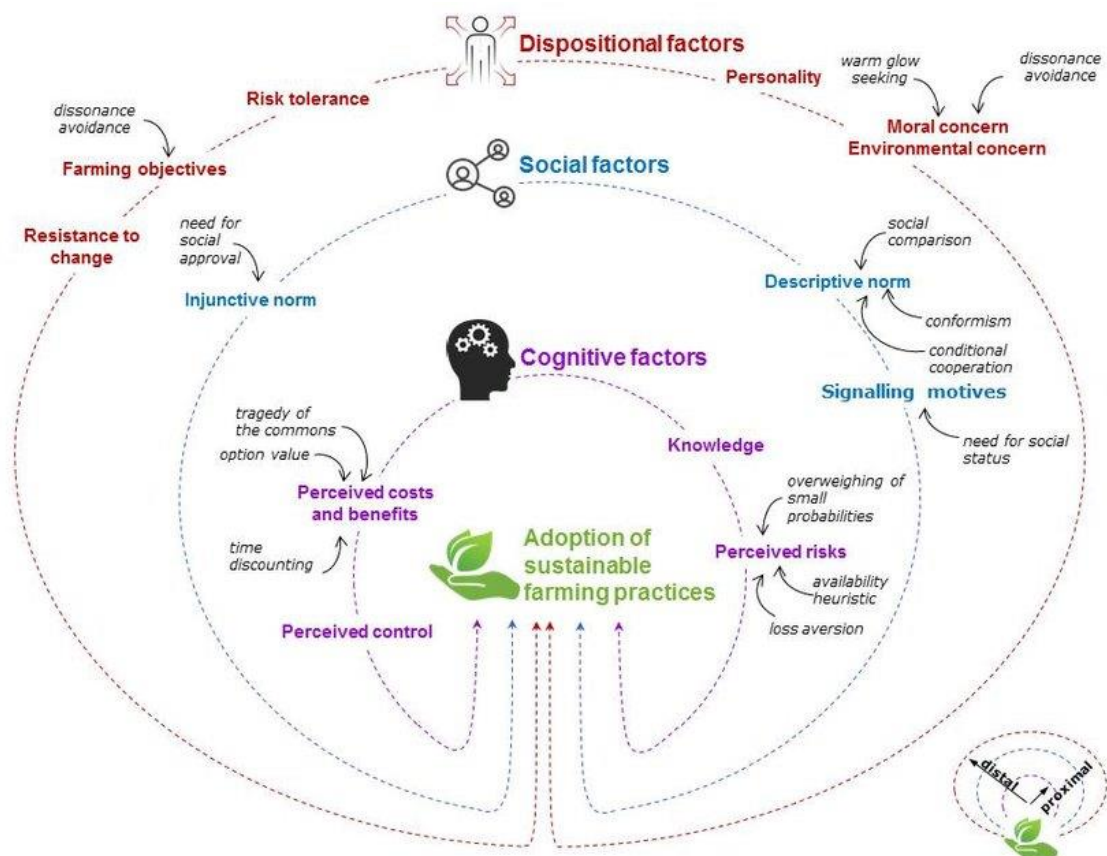 Dispositional factors
warm glow
seeking
dissonance
avoidance
Personality
Risk tolerance
dissonance
avoidance
Moral concern
Environmental concern
Farming objectives
Social factors
Resistance to
change
need for
social
approval
social
comparison
Injunctive norm
Descriptive norm
conformism
conditional
cooperation
Cognitive factors
Signalling motives
need for social
status
tragedy of
the commons
option value
Knowledge
Perceived costs
and benefits
overweighing of
small
probabilities
time
discounting
Adoption of
sustainable
farming practices
Perceived risks
availability
heuristic
loss aversion
Perceived control
distal
proximal